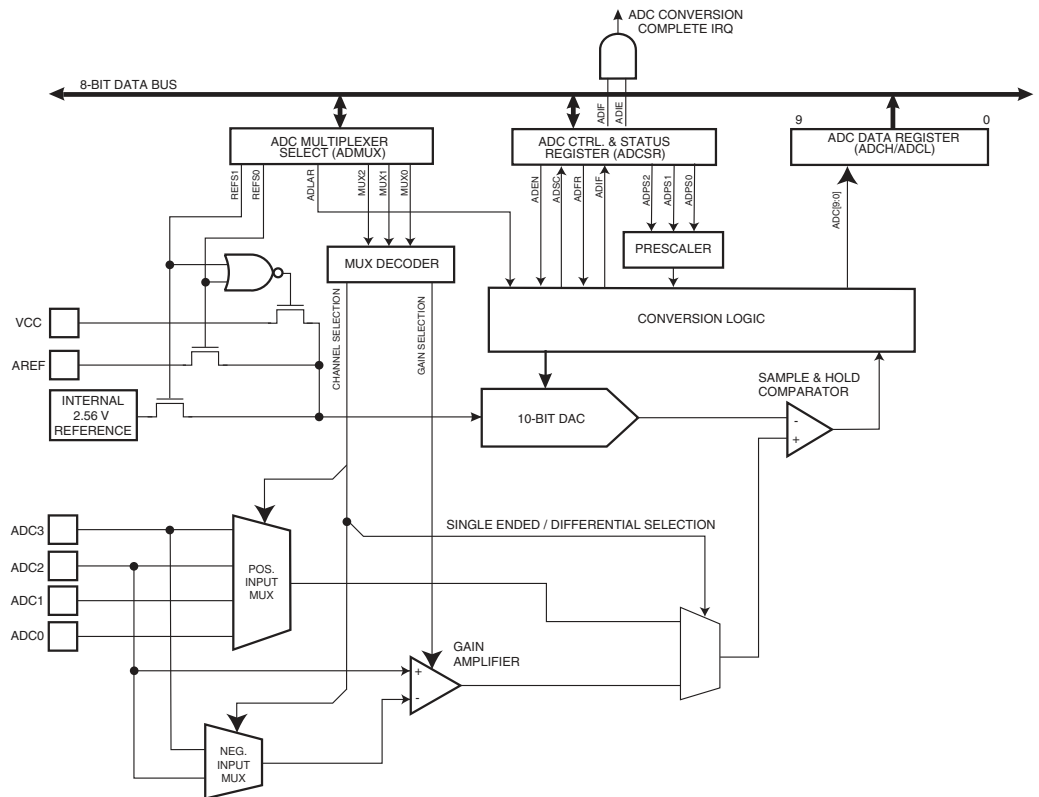 ADC CONVERSION
COMPLETE IRQ
8-BIT DATA BUS
ADIF
ADIE
9
0
ADC MULTIPLEXER
SELECT (ADMUX)
ADC CTRL. & STATUS
REGISTER (ADCSR)
ADC DATA REGISTER
(ADCH/ADCL)
REFS1
REFS0
ADLAR
MUX2
MUX1
MUX0
ADEN
ADSC
ADFR
ADIF
ADPS2
ADPS1
ADPS0
ADC[9:0]
MUX DECODER
PRESCALER
CHANNEL SELECTION
GAIN SELECTION
CONVERSION LOGIC
VCC
AREF
INTERNAL
2.56 V
REFERENCE
10-BIT DAC
SAMPLE & HOLD
COMPARATOR
-
+
SINGLE ENDED / DIFFERENTIAL SELECTION
ADC3
ADC2
ADC1
ADC0
POS.
INPUT
MUX
GAIN
AMPLIFIER
+
-
NEG.
INPUT
MUX